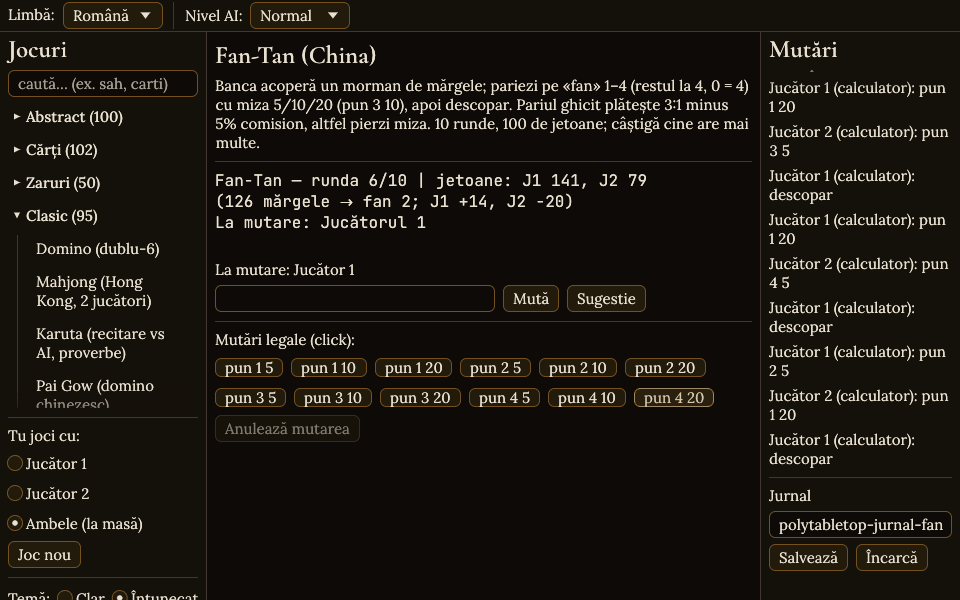 Limbă:
Română
Nivel AI:
Normal
Jocuri
caută... (ex. sah, carti)
Abstract (100)
Cărți (102)
Zaruri (50)
Clasic (95)
Domino (dublu-6)
Mahjong (Hong
Kong, 2 jucători)
Karuta (recitare vs
AI, proverbe)
Pai Gow (domino
chinezesc)
Tu joci cu:
Jucător 1
Jucător 2
Ambele (la masă)
Joc nou
Temă:
Clar
Întunecat
Fan-Tan (China)
Banca acoperă un morman de mărgele; pariezi pe «fan» 1–4 (restul la 4, 0 = 4)
cu miza 5/10/20 (pun 3 10), apoi descopar. Pariul ghicit plătește 3:1 minus
5% comision, altfel pierzi miza. 10 runde, 100 de jetoane; câștigă cine are mai
multe.
Fan-Tan — runda 6/10 | jetoane: J1 141, J2 79
(126 mărgele → fan 2; J1 +14, J2 -20)
La mutare: Jucătorul 1
La mutare: Jucător 1
Mută
Sugestie
Mutări legale (click):
pun 1 5
pun 1 10
pun 1 20
pun 2 5
pun 2 10
pun 2 20
pun 3 5
pun 3 10
pun 3 20
pun 4 5
pun 4 10
pun 4 20
Anulează mutarea
Mutări
Jucător 1 (calculator): pun
1 20
Jucător 2 (calculator): pun
3 5
Jucător 1 (calculator):
descopar
Jucător 1 (calculator): pun
1 20
Jucător 2 (calculator): pun
4 5
Jucător 1 (calculator):
descopar
Jucător 1 (calculator): pun
2 5
Jucător 2 (calculator): pun
1 20
Jucător 1 (calculator):
descopar
Jurnal
polytabletop-jurnal-fan
Salvează
Încarcă